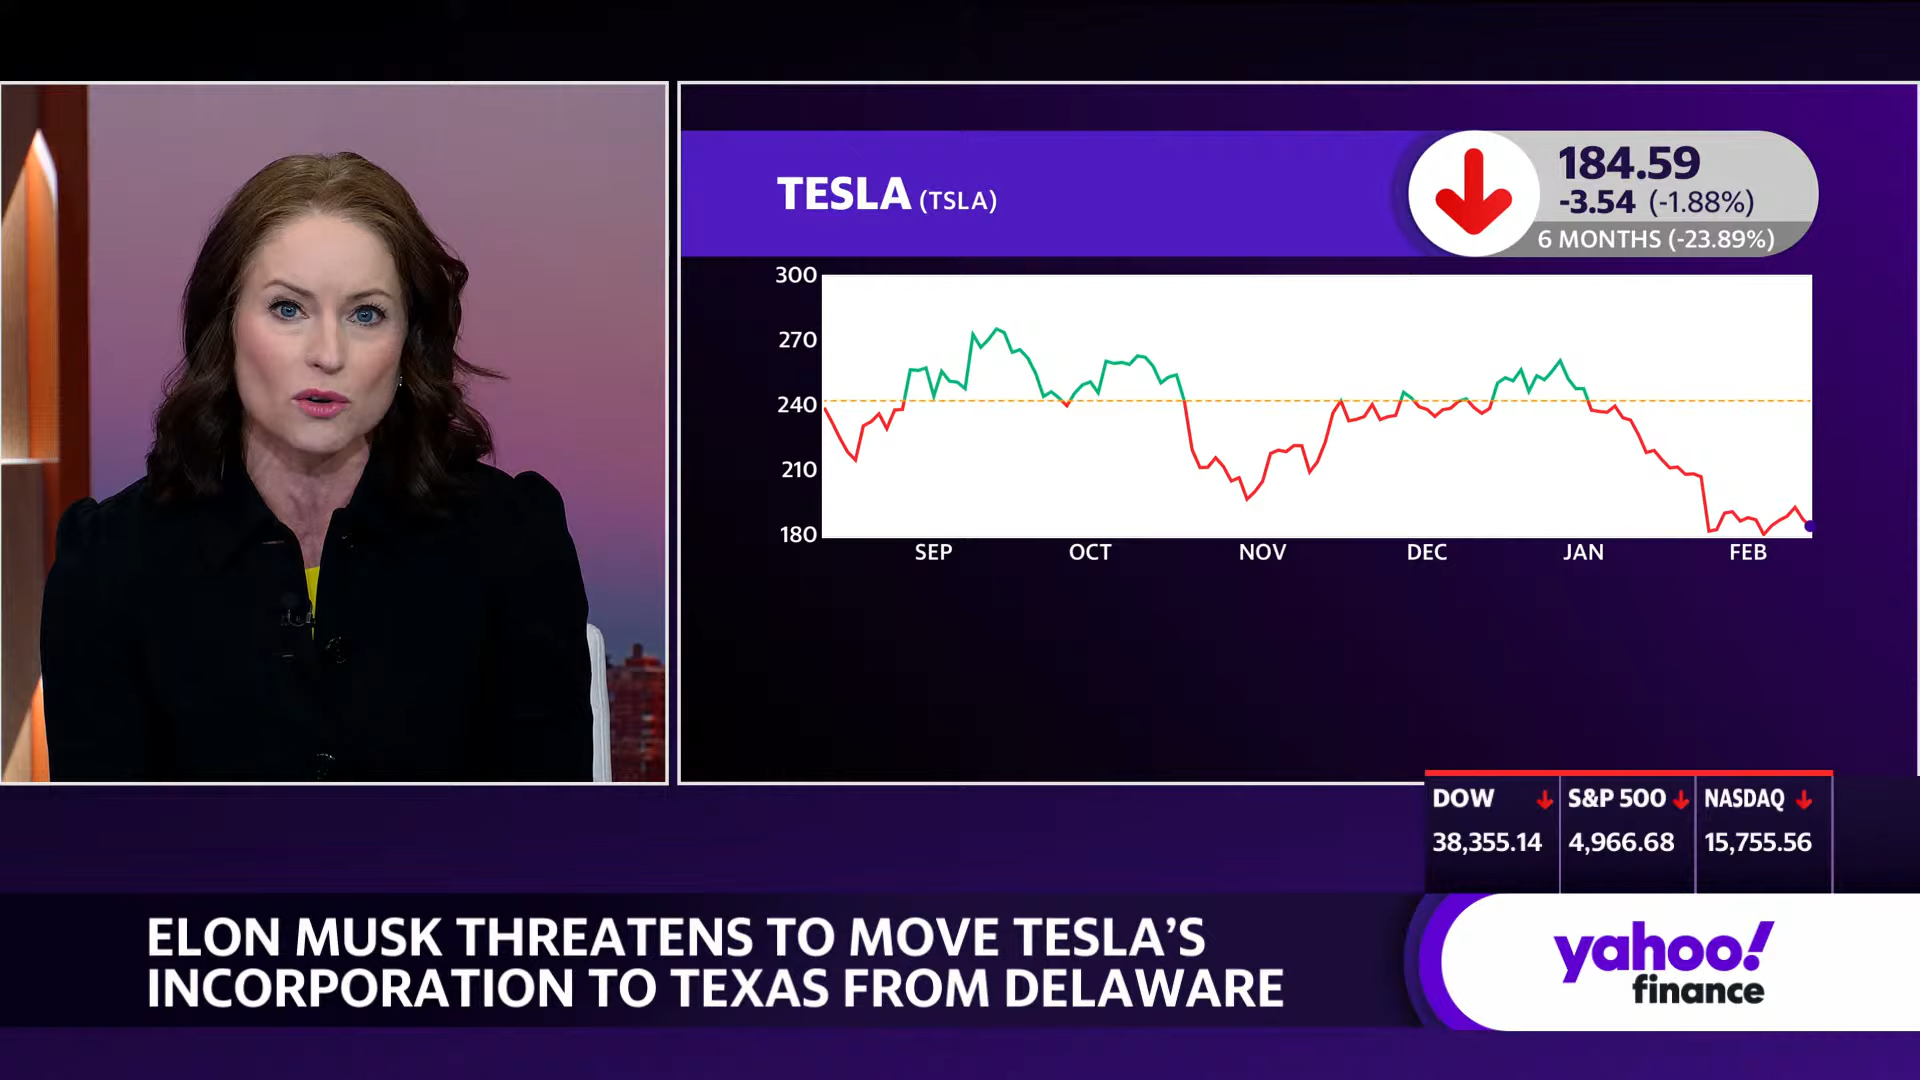 TESLA (TSLA)
184.59
-3.54 (-1.88%)
6 MONTHS (-23.89%)
300
270
240
210
180
SEP OCT NOV DEC JAN FEB
DOW S&P 500 NASDAQ
38,355.14 4,966.68 15,755.56
ELON MUSK THREATENS TO MOVE TESLA’S
INCORPORATION TO TEXAS FROM DELAWARE
yahoo!
finance